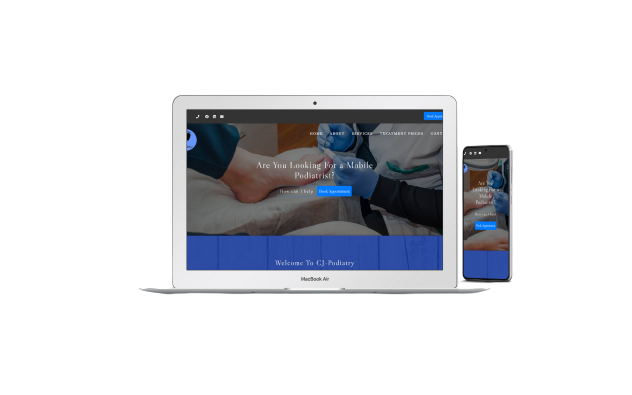 Book Appoi
HOME ABOUT SERVICES TREATMENT PRICES CONT
Are You Looking For a Mobile
Podiatrist?
How can I help Book Appointment
Welcome To CJ-Podiatry
MacBook Air
Are You
Looking For a
Mobile
Podiatrist?
How can I help
Book Appointment